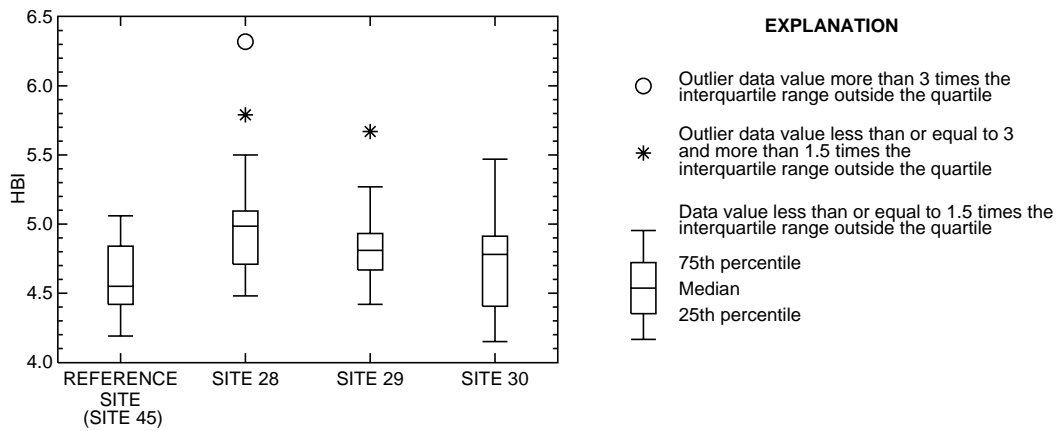 6.5
6.0
5.5
5.0
4.5
4.0
HBI
REFERENCE
SITE
(SITE 45)
SITE 28
SITE 29
SITE 30
EXPLANATION
Outlier data value more than 3 times the
interquartile range outside the quartile
Outlier data value less than or equal to 3
and more than 1.5 times the
interquartile range outside the quartile
Data value less than or equal to 1.5 times the
interquartile range outside the quartile
75th percentile
Median
25th percentile